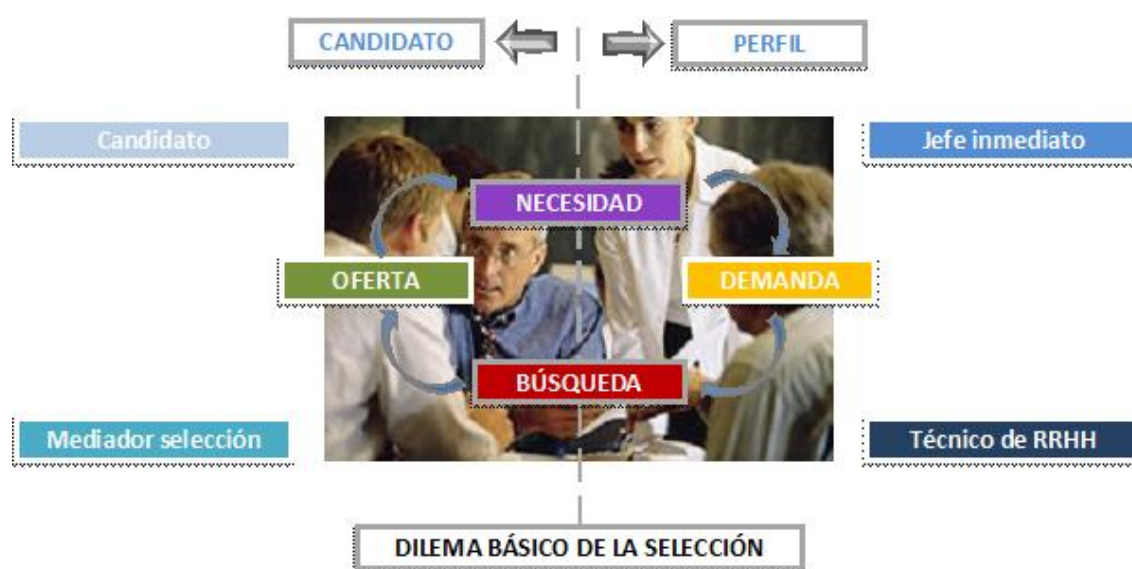 CANDIDATO
PERFIL
Candidato
Jefe inmediato
NECESIDAD
OFERTA
DEMANDA
BÚSQUEDA
Mediador selección
Técnico de RRHH
DILEMA BÁSICO DE LA SELECCIÓN